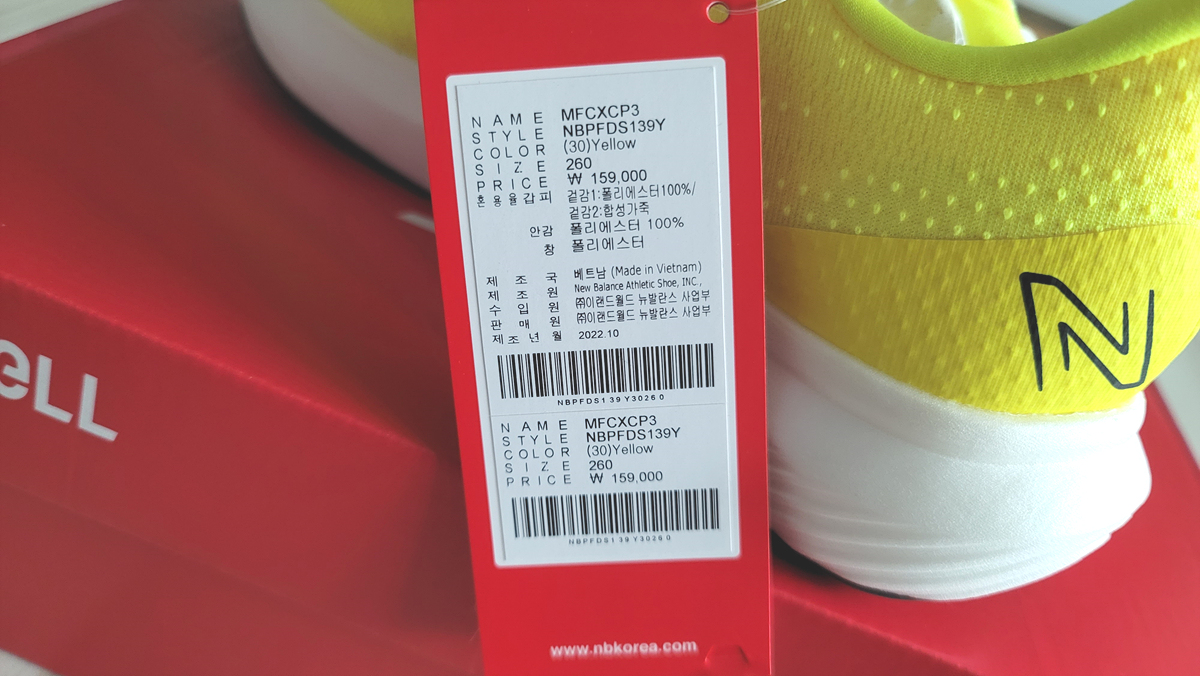 NAME MFCXCP3
STYLE NBPFDS139Y
COLOR (30)Yellow
SIZE 260
PRICE ₩ 159,000
혼용율갑피 겉감1:폴리에스터100%/
겉감2:합성가죽
안감 폴리에스터 100%
창 폴리에스터
제조국 베트남 (Made in Vietnam)
제조원 New Balance Athletic Shoe, INC.,
수입원 ㈜이랜드월드 뉴발란스 사업부
판매원 ㈜이랜드월드 뉴발란스 사업부
제조년월 2022.10
NBPFDS139Y30260
NAME MFCXCP3
STYLE NBPFDS139Y
COLOR (30)Yellow
SIZE 260
PRICE ₩ 159,000
NBPFDS139Y30260
www.nbkorea.com
eLL
N